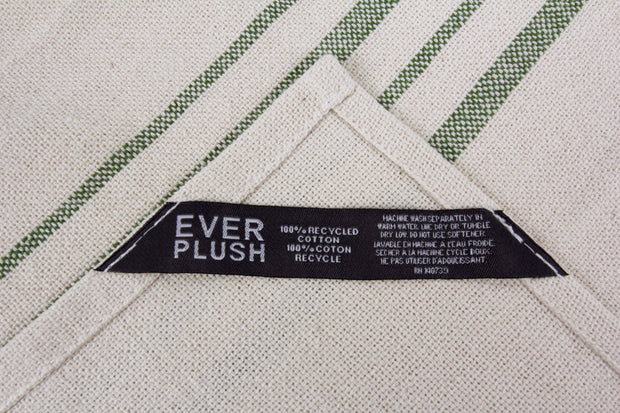 EVER
PLUSH
100% RECYCLED
COTTON
100% COTON
RECYCLE
MACHINE WASH SEPARATELY IN
WARM WATER. LINE DRY OR TUMBLE
DRY LOW. DO NOT USE SOFTENER.
LAVABLE EN MACHINE A L'EAU FROIDE.
SECHER A LA MACHINE CYCLE DOUX.
NE PAS UTILISER D'ADOUCISSANT.
RN 140739